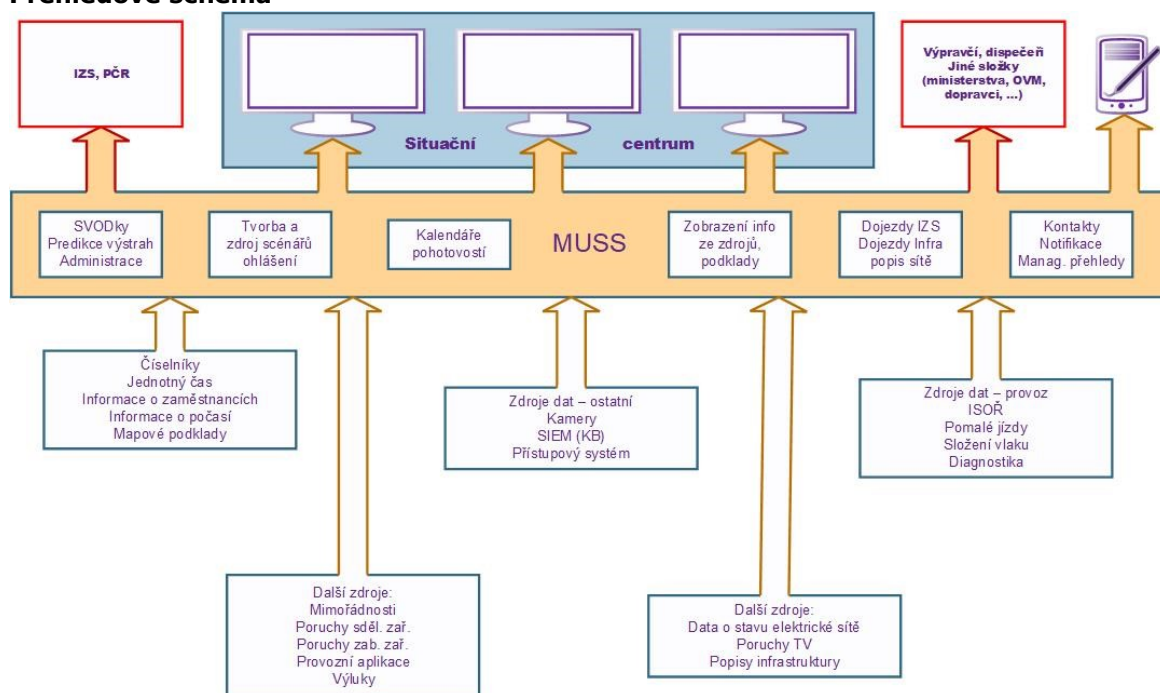 Přehledové schéma
IZS, PČR
Situační centrum
Výpravčí, dispečeři
Jiné složky
(ministerstva, OVM,
dopravci, ...)
SVODky
Predikce výstrah
Administrace
Tvorba a
zdroj scénářů
ohlášení
Kalendáře
pohotovostí
MUSS
Zobrazení info
ze zdrojů,
podklady
Dojezdy IZS
Dojezdy Infra
popis sítě
Kontakty
Notifikace
Manag. přehledy
Číselníky
Jednotný čas
Informace o zaměstnancích
Informace o počasí
Mapové podklady
Zdroje dat – ostatní
Kamery
SIEM (KB)
Přístupový systém
Zdroje dat – provoz
ISOŘ
Pomalé jízdy
Složení vlaku
Diagnostika
Další zdroje:
Mimořádnosti
Poruchy sděl. zař.
Poruchy zab. zař.
Provozní aplikace
Výluky
Další zdroje:
Data o stavu elektrické sítě
Poruchy TV
Popisy infrastruktury